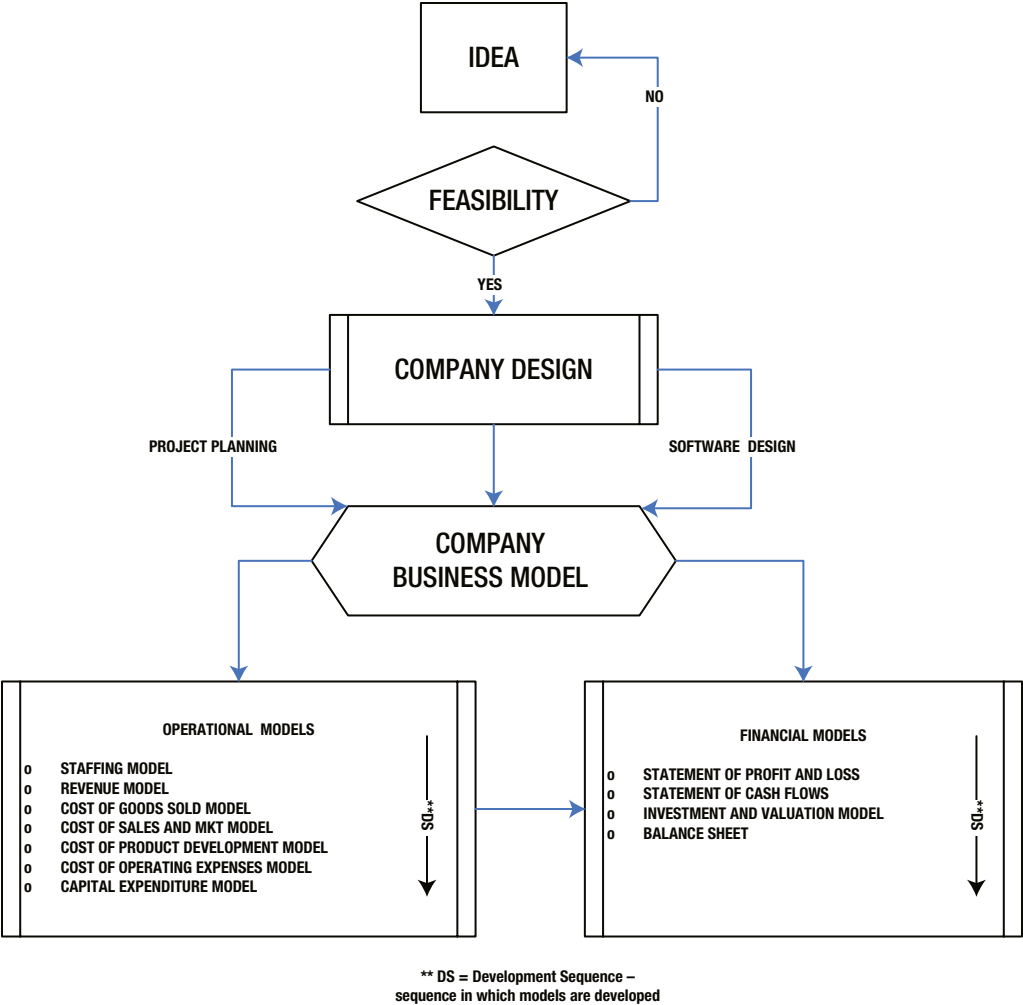 IDEA
NO
FEASIBILITY
YES
COMPANY DESIGN
PROJECT PLANNING
SOFTWARE DESIGN
COMPANY
BUSINESS MODEL
OPERATIONAL MODELS
o STAFFING MODEL
o REVENUE MODEL
o COST OF GOODS SOLD MODEL
o COST OF SALES AND MKT MODEL
o COST OF PRODUCT DEVELOPMENT MODEL
o COST OF OPERATING EXPENSES MODEL
o CAPITAL EXPENDITURE MODEL
**DS
FINANCIAL MODELS
o STATEMENT OF PROFIT AND LOSS
o STATEMENT OF CASH FLOWS
o INVESTMENT AND VALUATION MODEL
o BALANCE SHEET
**DS
** DS = Development Sequence –
sequence in which models are developed